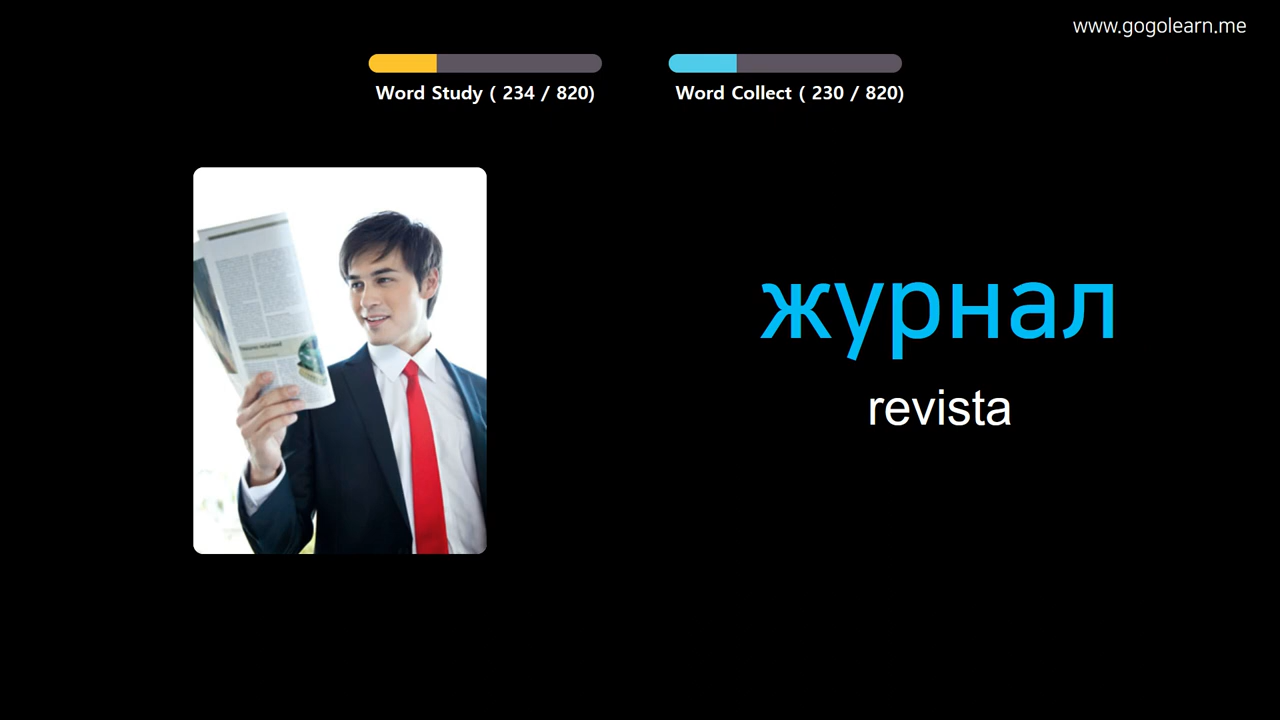 www.gogolearn.me
Word Study ( 234 / 820)
Word Collect ( 230 / 820)
журнал
revista